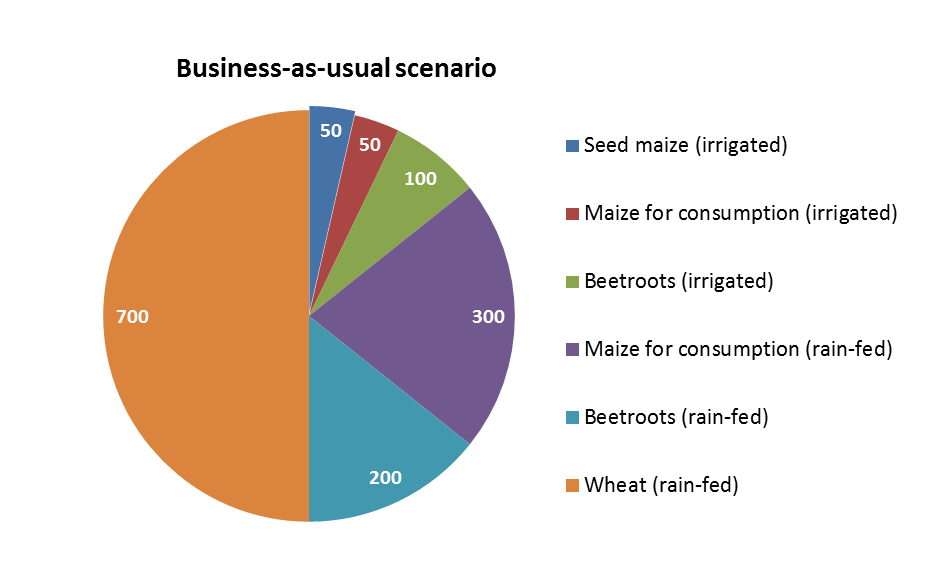 Business-as-usual scenario
50
50
100
300
200
700
Seed maize (irrigated)
Maize for consumption (irrigated)
Beetroots (irrigated)
Maize for consumption (rain-fed)
Beetroots (rain-fed)
Wheat (rain-fed)